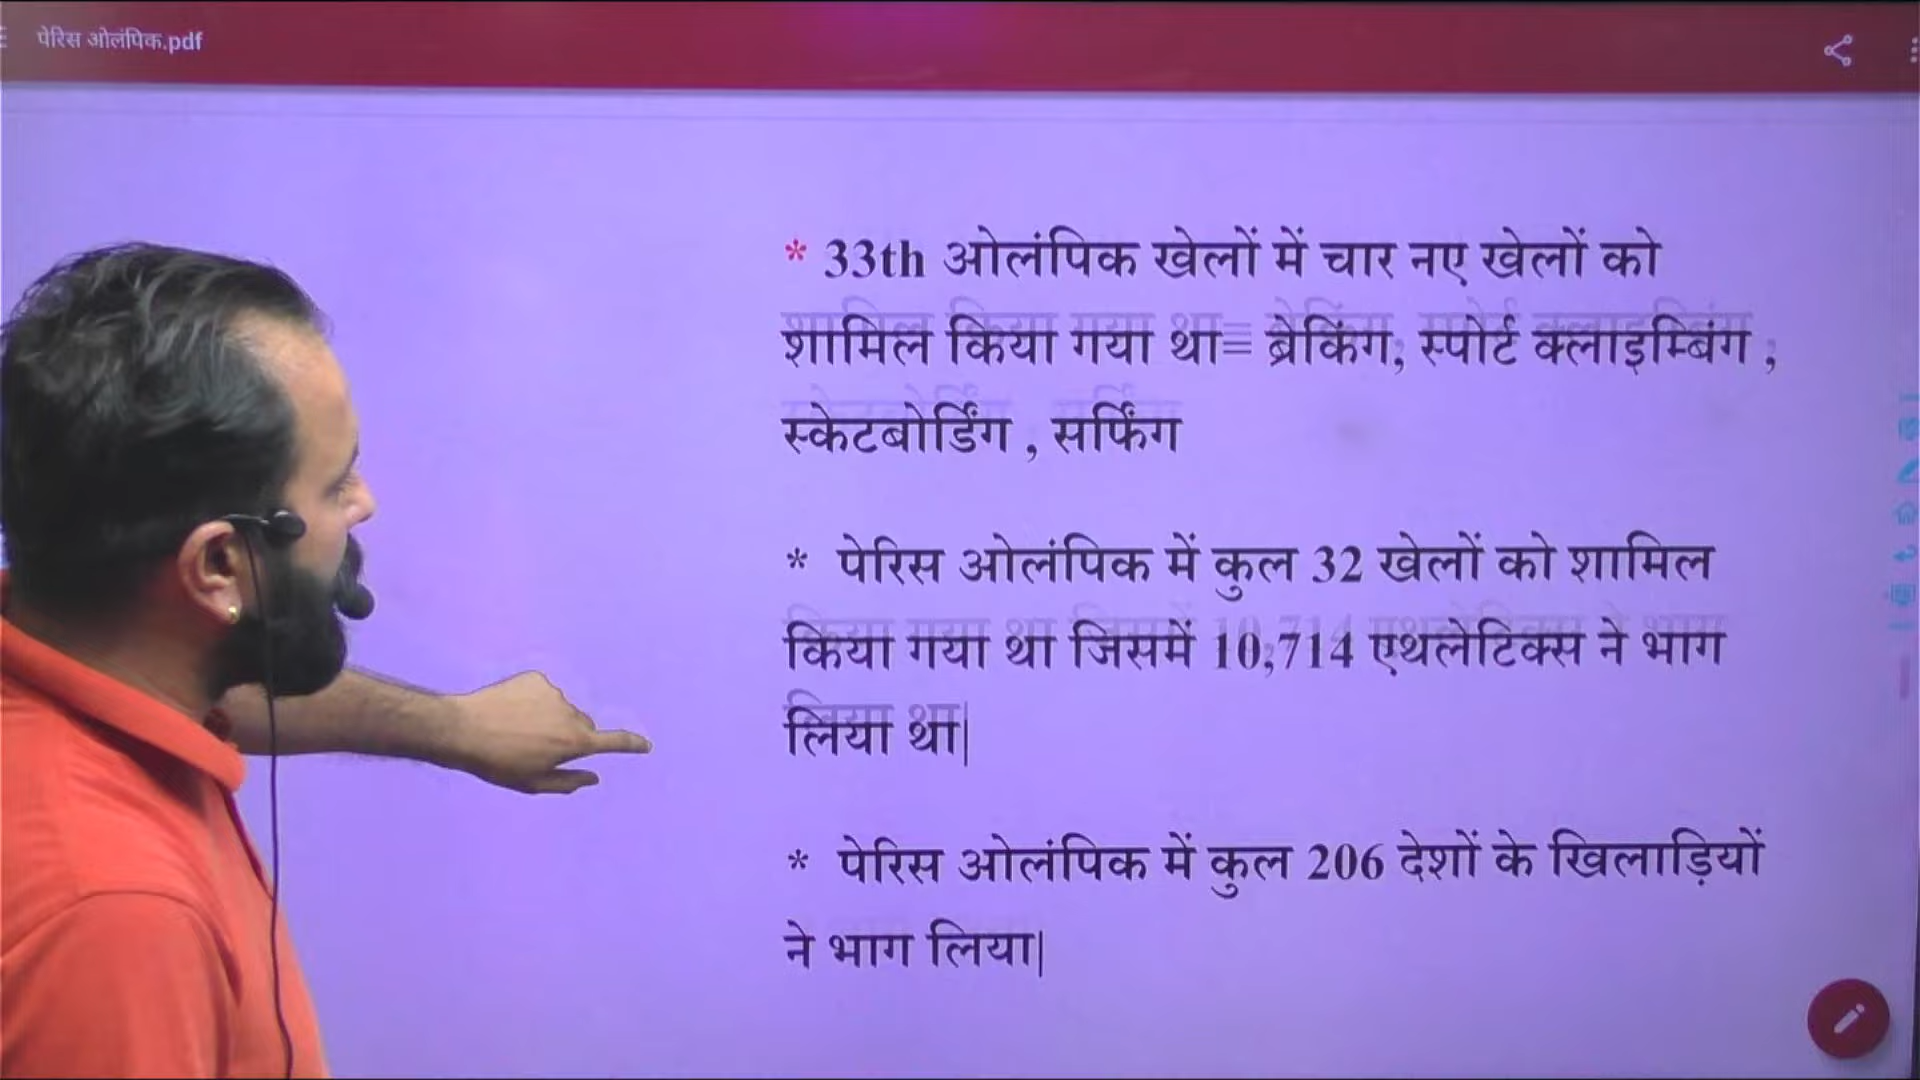 पेरिस ओलंपिक.pdf
* 33th ओलंपिक खेलों में चार नए खेलों को
शामिल किया गया था≡ ब्रेकिंग, स्पोर्ट क्लाइम्बिंग ,
स्केटबोर्डिंग , सर्फिंग
* पेरिस ओलंपिक में कुल 32 खेलों को शामिल
किया गया था जिसमें 10,714 एथलेटिक्स ने भाग
लिया था|
* पेरिस ओलंपिक में कुल 206 देशों के खिलाड़ियों
ने भाग लिया|